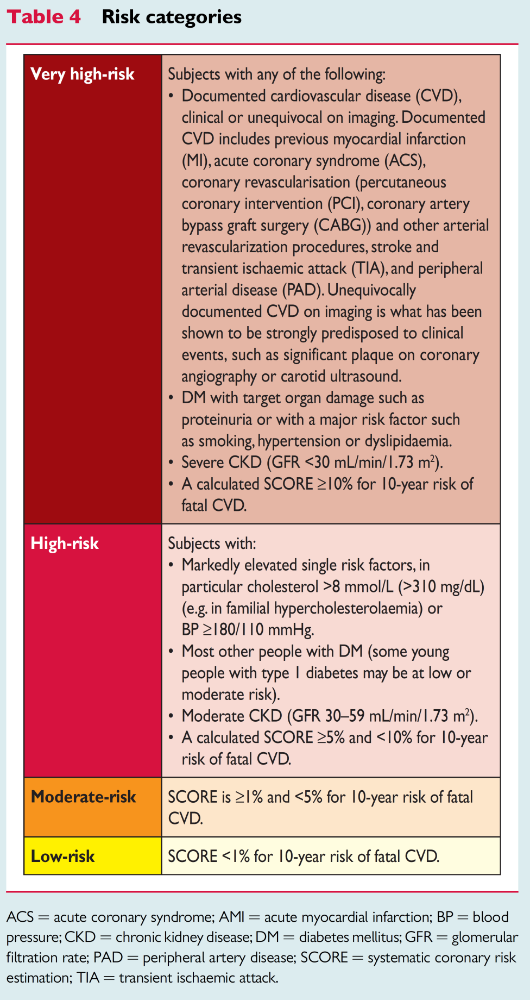 Table 4 Risk categories
Very high-risk
Subjects with any of the following:
• Documented cardiovascular disease (CVD),
clinical or unequivocal on imaging. Documented
CVD includes previous myocardial infarction
(MI), acute coronary syndrome (ACS),
coronary revascularisation (percutaneous
coronary intervention (PCI), coronary artery
bypass graft surgery (CABG)) and other arterial
revascularization procedures, stroke and
transient ischaemic attack (TIA), and peripheral
arterial disease (PAD). Unequivocally
documented CVD on imaging is what has been
shown to be strongly predisposed to clinical
events, such as significant plaque on coronary
angiography or carotid ultrasound.
• DM with target organ damage such as
proteinuria or with a major risk factor such
as smoking, hypertension or dyslipidaemia.
• Severe CKD (GFR <30 mL/min/1.73 m²).
• A calculated SCORE ≥10% for 10-year risk of
fatal CVD.
High-risk
Subjects with:
• Markedly elevated single risk factors, in
particular cholesterol >8 mmol/L (>310 mg/dL)
(e.g. in familial hypercholesterolaemia) or
BP ≥180/110 mmHg.
• Most other people with DM (some young
people with type 1 diabetes may be at low or
moderate risk).
• Moderate CKD (GFR 30–59 mL/min/1.73 m²).
• A calculated SCORE ≥5% and <10% for 10-year
risk of fatal CVD.
Moderate-risk
SCORE is ≥1% and <5% for 10-year risk of fatal
CVD.
Low-risk
SCORE <1% for 10-year risk of fatal CVD.
ACS = acute coronary syndrome; AMI = acute myocardial infarction; BP = blood
pressure; CKD = chronic kidney disease; DM = diabetes mellitus; GFR = glomerular
filtration rate; PAD = peripheral artery disease; SCORE = systematic coronary risk
estimation; TIA = transient ischaemic attack.